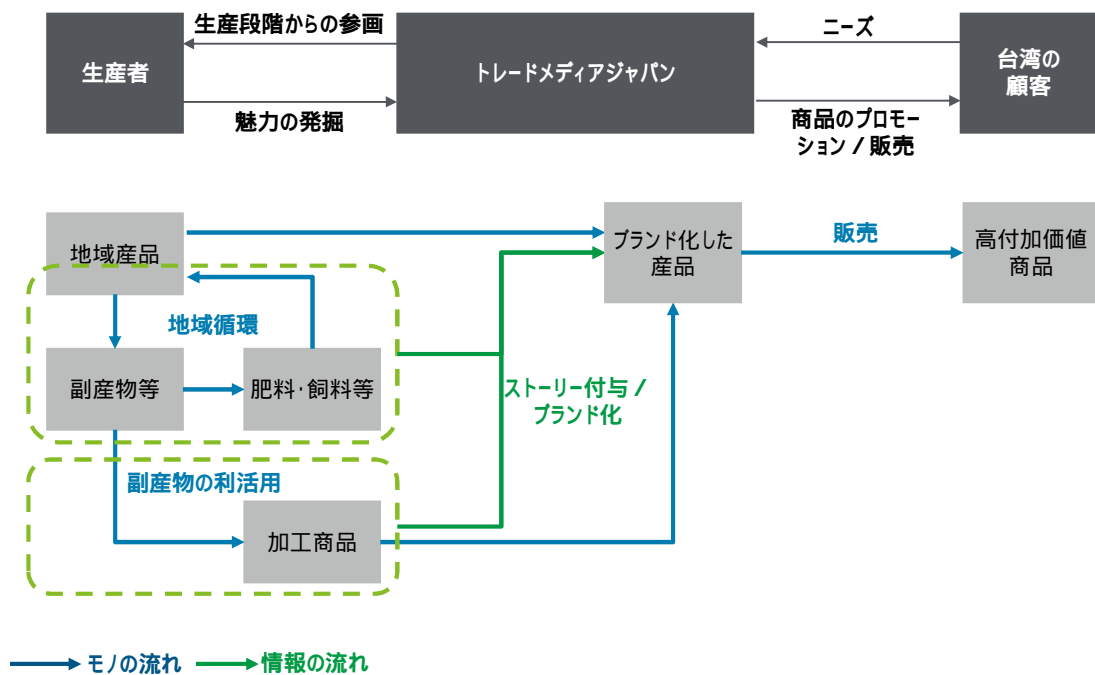 生産段階からの参画
ニーズ
生産者
トレードメディアジャパン
台湾の
顧客
魅力の発掘
商品のプロモー
ション / 販売
地域産品
ブランド化した
産品
販売
高付加価値
商品
地域循環
副産物等
肥料・飼料等
ストーリー付与 /
ブランド化
副産物の利活用
加工商品
モノの流れ
情報の流れ